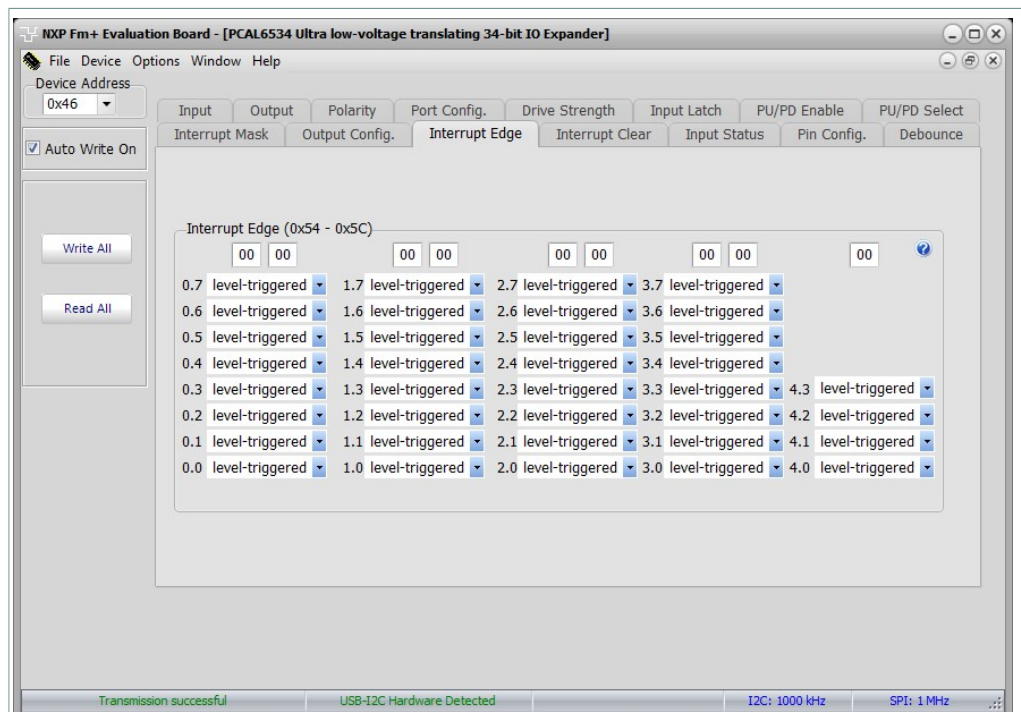 NXP Fm+ Evaluation Board - [PCAL6534 Ultra low-voltage translating 34-bit IO Expander]
File Device Options Window Help
Device Address
0x46
Auto Write On
Write All
Read All
Input Output Polarity Port Config. Drive Strength Input Latch PU/PD Enable PU/PD Select
Interrupt Mask Output Config. Interrupt Edge Interrupt Clear Input Status Pin Config. Debounce
Interrupt Edge (0x54 - 0x5C)
00 00 00 00 00 00 00 00 00
0.7 level-triggered 1.7 level-triggered 2.7 level-triggered 3.7 level-triggered
0.6 level-triggered 1.6 level-triggered 2.6 level-triggered 3.6 level-triggered
0.5 level-triggered 1.5 level-triggered 2.5 level-triggered 3.5 level-triggered
0.4 level-triggered 1.4 level-triggered 2.4 level-triggered 3.4 level-triggered
0.3 level-triggered 1.3 level-triggered 2.3 level-triggered 3.3 level-triggered 4.3 level-triggered
0.2 level-triggered 1.2 level-triggered 2.2 level-triggered 3.2 level-triggered 4.2 level-triggered
0.1 level-triggered 1.1 level-triggered 2.1 level-triggered 3.1 level-triggered 4.1 level-triggered
0.0 level-triggered 1.0 level-triggered 2.0 level-triggered 3.0 level-triggered 4.0 level-triggered
Transmission successful USB-I2C Hardware Detected I2C: 1000 kHz SPI: 1 MHz